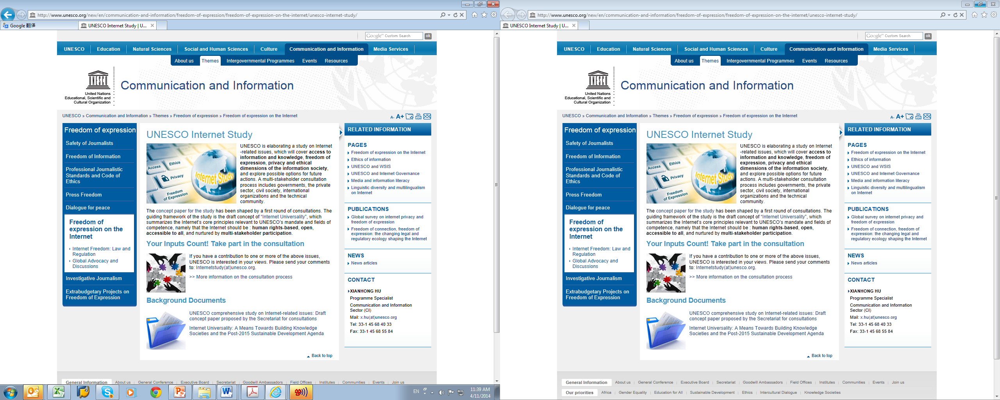 http://www.unesco.org/new/en/communication-and-information/freedom-of-expression/freedom-of-expression-on-the-internet/unesco-internet-study/
Google 翻译
UNESCO Internet Study | U...
Google™ Custom Search
ok
UNESCO
Education
Natural Sciences
Social and Human Sciences
Culture
Communication and Information
Media Services
About us
Themes
Intergovernmental Programmes
Events
Resources
UNESCO
United Nations
Educational, Scientific and
Cultural Organization
Communication and Information
UNESCO » Communication and Information » Themes » Freedom of expression » Freedom of expression on the Internet
A- A+
Freedom of expression
Safety of Journalists
Freedom of Information
Professional Journalistic
Standards and Code of
Ethics
Press Freedom
Dialogue for peace
Freedom of
expression on the
Internet
Internet Freedom: Law and
Regulation
Global Advocacy and
Discussions
Investigative Journalism
Extrabudgetary Projects on
Freedom of Expression
UNESCO Internet Study
Access
Ethics
Privacy
Freedom
of Expression
Internet Study
UNESCO is elaborating a study on Internet
-related issues, which will cover access to
information and knowledge, freedom of
expression, privacy and ethical
dimensions of the information society,
and explore possible options for future
actions. A multi-stakeholder consultation
process includes governments, the private
sector, civil society, international
organizations and the technical
community.
The concept paper for the study has been shaped by a first round of consultations. The
guiding framework of the study is the draft concept of “Internet Universality”, which
summarizes the Internet’s core principles relevant to UNESCO’s mandate and fields of
competence, namely that the Internet should be : human rights-based, open,
accessible to all, and nurtured by multi-stakeholder participation.
Your Inputs Count! Take part in the consultation
If you have a contribution to one or more of the above issues,
UNESCO is interested in your views. Please send your comments
to: Internetstudy(at)unesco.org.
>> More information on the consultation process
Background Documents
UNESCO comprehensive study on Internet-related issues: Draft
concept paper proposed by the Secretariat for consultations
Internet Universality: A Means Towards Building Knowledge
Societies and the Post-2015 Sustainable Development Agenda
Back to top
RELATED INFORMATION
PAGES
Freedom of expression on the Internet
Ethics of information
UNESCO and WSIS
UNESCO and Internet Governance
Media and information literacy
Linguistic diversity and multilingualism
on Internet
PUBLICATIONS
Global survey on internet privacy and
freedom of expression
Freedom of connection, freedom of
expression: the changing legal and
regulatory ecology shaping the Internet
NEWS
News articles
CONTACT
XIANHONG HU
Programme Specialist
Communication and Information
Sector (CI)
Mail: x.hu(at)unesco.org
Tel: 33-1 45 68 40 33
Fax: 33-1 45 68 55 84
General Information
About us
General Conference
Executive Board
Secretariat
Goodwill Ambassadors
Field Offices
Institutes
Communities
Events
Join us
EN
11:39 AM
4/11/2014
http://www.unesco.org/new/en/communication-and-information/freedom-of-expression/freedom-of-expression-on-the-internet/unesco-internet-study/
UNESCO Internet Study | U...
Google™ Custom Search
ok
UNESCO
Education
Natural Sciences
Social and Human Sciences
Culture
Communication and Information
Media Services
About us
Themes
Intergovernmental Programmes
Events
Resources
UNESCO
United Nations
Educational, Scientific and
Cultural Organization
Communication and Information
UNESCO » Communication and Information » Themes » Freedom of expression » Freedom of expression on the Internet
A- A+
Freedom of expression
Safety of Journalists
Freedom of Information
Professional Journalistic
Standards and Code of
Ethics
Press Freedom
Dialogue for peace
Freedom of
expression on the
Internet
Internet Freedom: Law and
Regulation
Global Advocacy and
Discussions
Investigative Journalism
Extrabudgetary Projects on
Freedom of Expression
UNESCO Internet Study
Access
Ethics
Privacy
Freedom
of Expression
Internet Study
UNESCO is elaborating a study on Internet
-related issues, which will cover access to
information and knowledge, freedom of
expression, privacy and ethical
dimensions of the information society,
and explore possible options for future
actions. A multi-stakeholder consultation
process includes governments, the private
sector, civil society, international
organizations and the technical
community.
The concept paper for the study has been shaped by a first round of consultations. The
guiding framework of the study is the draft concept of “Internet Universality”, which
summarizes the Internet’s core principles relevant to UNESCO’s mandate and fields of
competence, namely that the Internet should be : human rights-based, open,
accessible to all, and nurtured by multi-stakeholder participation.
Your Inputs Count! Take part in the consultation
If you have a contribution to one or more of the above issues,
UNESCO is interested in your views. Please send your comments
to: Internetstudy(at)unesco.org.
>> More information on the consultation process
Background Documents
UNESCO comprehensive study on Internet-related issues: Draft
concept paper proposed by the Secretariat for consultations
Internet Universality: A Means Towards Building Knowledge
Societies and the Post-2015 Sustainable Development Agenda
Back to top
RELATED INFORMATION
PAGES
Freedom of expression on the Internet
Ethics of information
UNESCO and WSIS
UNESCO and Internet Governance
Media and information literacy
Linguistic diversity and multilingualism
on Internet
PUBLICATIONS
Global survey on internet privacy and
freedom of expression
Freedom of connection, freedom of
expression: the changing legal and
regulatory ecology shaping the Internet
NEWS
News articles
CONTACT
XIANHONG HU
Programme Specialist
Communication and Information
Sector (CI)
Mail: x.hu(at)unesco.org
Tel: 33-1 45 68 40 33
Fax: 33-1 45 68 55 84
General Information
About us
General Conference
Executive Board
Secretariat
Goodwill Ambassadors
Field Offices
Institutes
Communities
Events
Join us
Our priorities
Africa
Gender Equality
Education for All
Sustainable Development
Ethics
Intercultural Dialogue
Knowledge Societies